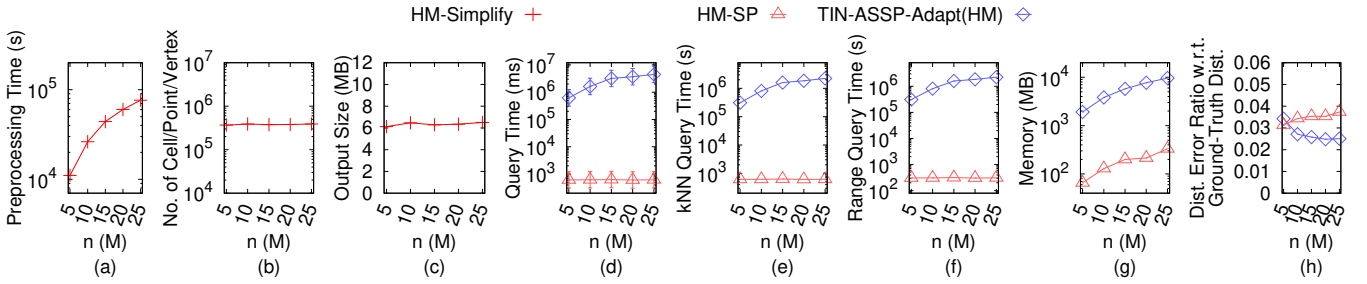 HM-Simplify HM-SP TIN-ASSP-Adapt(HM)
Preprocessing Time (s)
10^5
10^4
5 10 15 20 25
n (M)
(a)
No. of Cell/Point/Vertex
10^7
10^6
10^5
10^4
5 10 15 20 25
n (M)
(b)
Output Size (MB)
12
10
8
6
4
2
0
5 10 15 20 25
n (M)
(c)
Query Time (ms)
10^7
10^6
10^5
10^4
10^3
5 10 15 20 25
n (M)
(d)
kNN Query Time (s)
10^6
10^5
10^4
10^3
5 10 15 20 25
n (M)
(e)
Range Query Time (s)
10^6
10^5
10^4
10^3
10^2
5 10 15 20 25
n (M)
(f)
Memory (MB)
10^4
10^3
10^2
5 10 15 20 25
n (M)
(g)
Dist. Error Ratio w.r.t.
Ground-Truth Dist.
0.06
0.05
0.04
0.03
0.02
0.01
0
5 10 15 20 25
n (M)
(h)